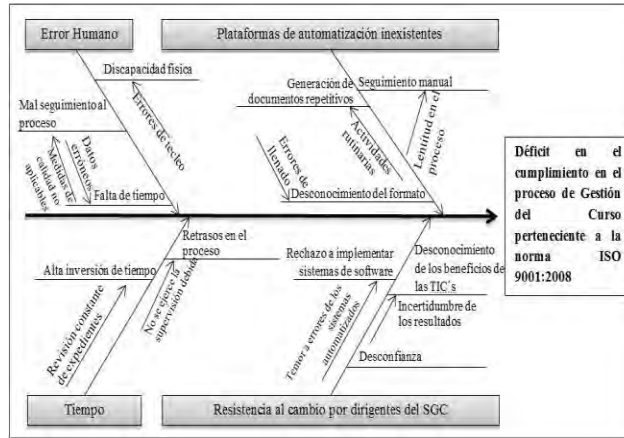 Error Humano
Plataformas de automatización inexistentes
Discapacidad física
Errores de tecleo
Mal seguimiento al
proceso
Datos
erróneos
Medidas de
calidad no
aplicables
Falta de tiempo
Generación de
documentos repetitivos
Seguimiento manual
Lentitud en el
proceso
Actividades
rutinarias
Errores de
llenado
Desconocimiento del formato
Déficit en el
cumplimiento en el
proceso de Gestión
del Curso
perteneciente a la
norma ISO
9001:2008
Retrasos en el
proceso
Alta inversión de tiempo
No se ejerce la
supervisión debida
Revisión constante
de expedientes
Rechazo a implementar
sistemas de software
Desconocimiento
de los beneficios de
las TIC´s
Incertidumbre de
los resultados
Temor a errores de los
sistemas
automatizados
Desconfianza
Tiempo
Resistencia al cambio por dirigentes del SGC